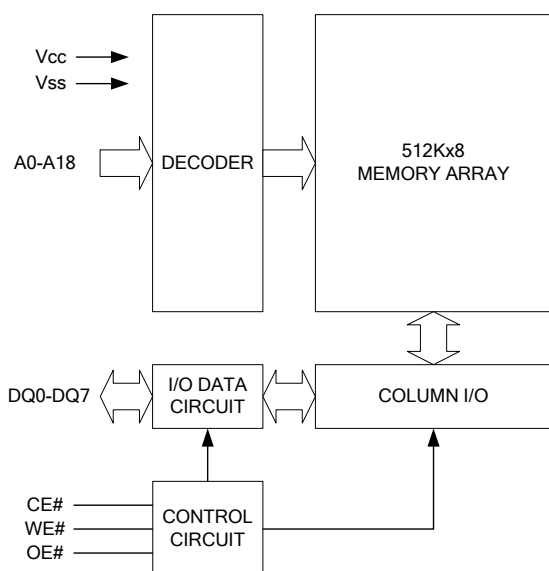 Vcc
Vss
A0-A18
DECODER
512Kx8
MEMORY ARRAY
DQ0-DQ7
I/O DATA
CIRCUIT
COLUMN I/O
CE#
WE#
OE#
CONTROL
CIRCUIT